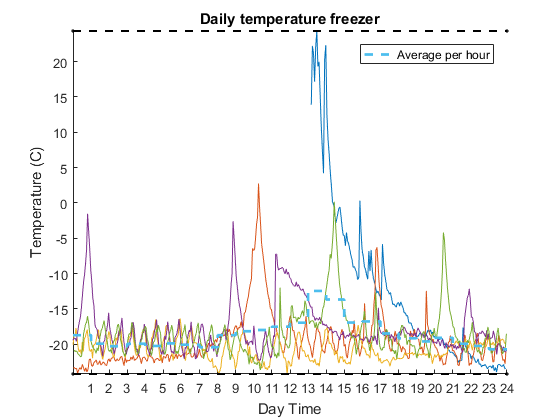 Daily temperature freezer
Average per hour
20
15
10
5
0
-5
-10
-15
-20
Temperature (C)
1 2 3 4 5 6 7 8 9 10 11 12 13 14 15 16 17 18 19 20 21 22 23 24
Day Time